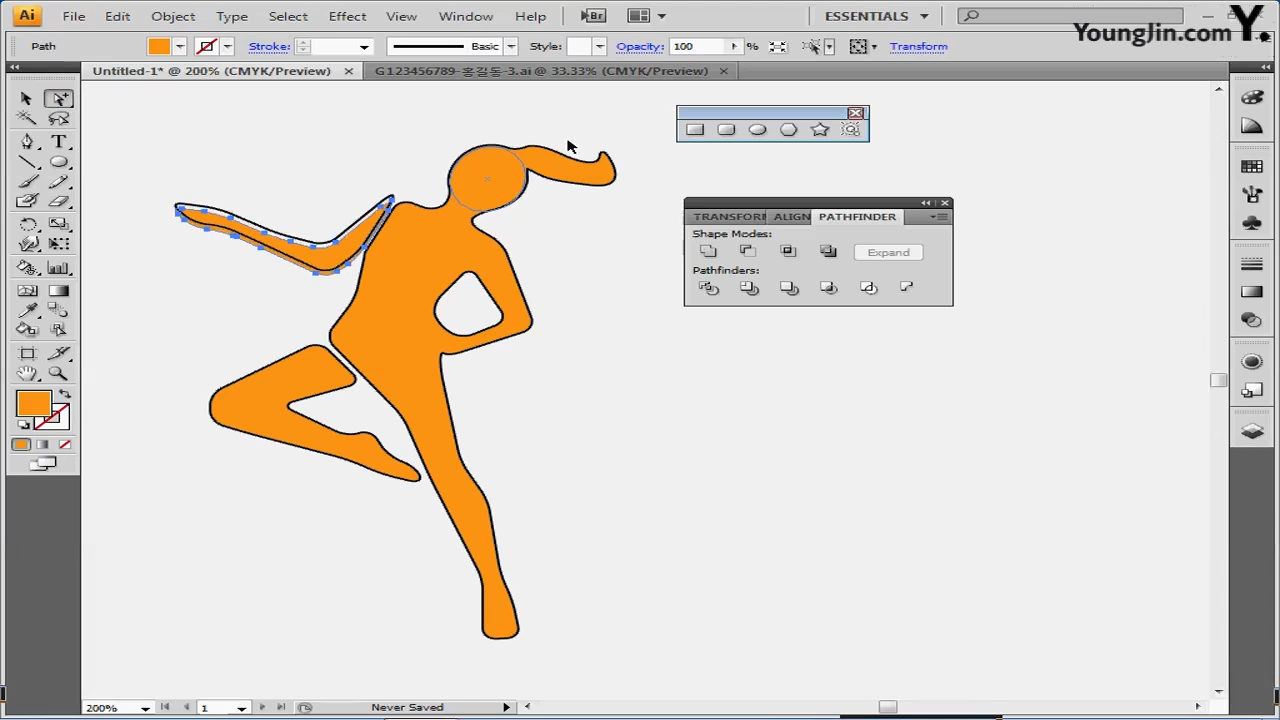 Ai File Edit Object Type Select Effect View Window Help Br ESSENTIALS
YoungJin.com Y.
Path Stroke: Basic Style: Opacity: 100 % Transform
Untitled-1* @ 200% (CMYK/Preview) × G123456789-홍길동-3.ai @ 33.33% (CMYK/Preview) ×
TRANSFORM ALIGN PATHFINDER
Shape Modes:
Expand
Pathfinders:
200% 1 Never Saved